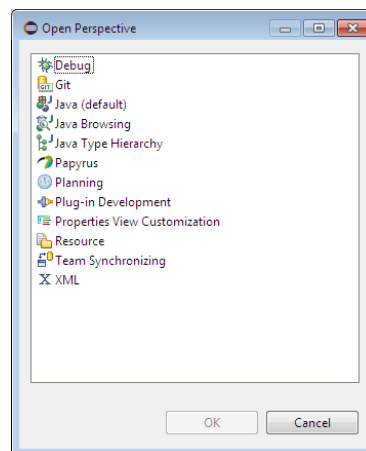 Open Perspective
Debug
GIT Git
Java (default)
Java Browsing
Java Type Hierarchy
Papyrus
Planning
Plug-in Development
Properties View Customization
Resource
Team Synchronizing
X XML
OK Cancel